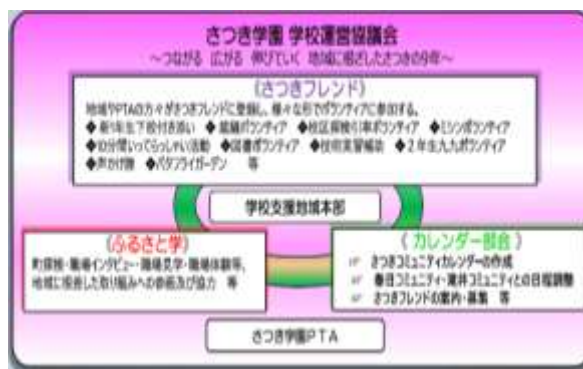 さつき学園 学校運営協議会
～つながる 広がる 伸びていく 地域に根ざしたさつきの9年～
《さつきフレンド》
地域やPTAの方々がさつきフレンドに登録し、様々な形でボランティアに参加する。
◆新1年生下校付き添い ◆菜園ボランティア ◆校区探検引率ボランティア ◆ミシンボランティア
◆10分間いってらっしゃい活動 ◆図書ボランティア ◆技術実習補助 ◆2年生九九ボランティア
◆声かけ隊 ◆バタフライガーデン 等
学校支援地域本部
《ふるさと学》
町探検・職場インタビュー・職場見学・職場体験等、
地域に根差した取り組みへの参画及び協力 等
《カレンダー部会》
さつきコミュニティカレンダーの作成
春日コミュニティ・滝井コミュニティとの日程調整
さつきフレンドの案内・募集 等
さつき学園PTA